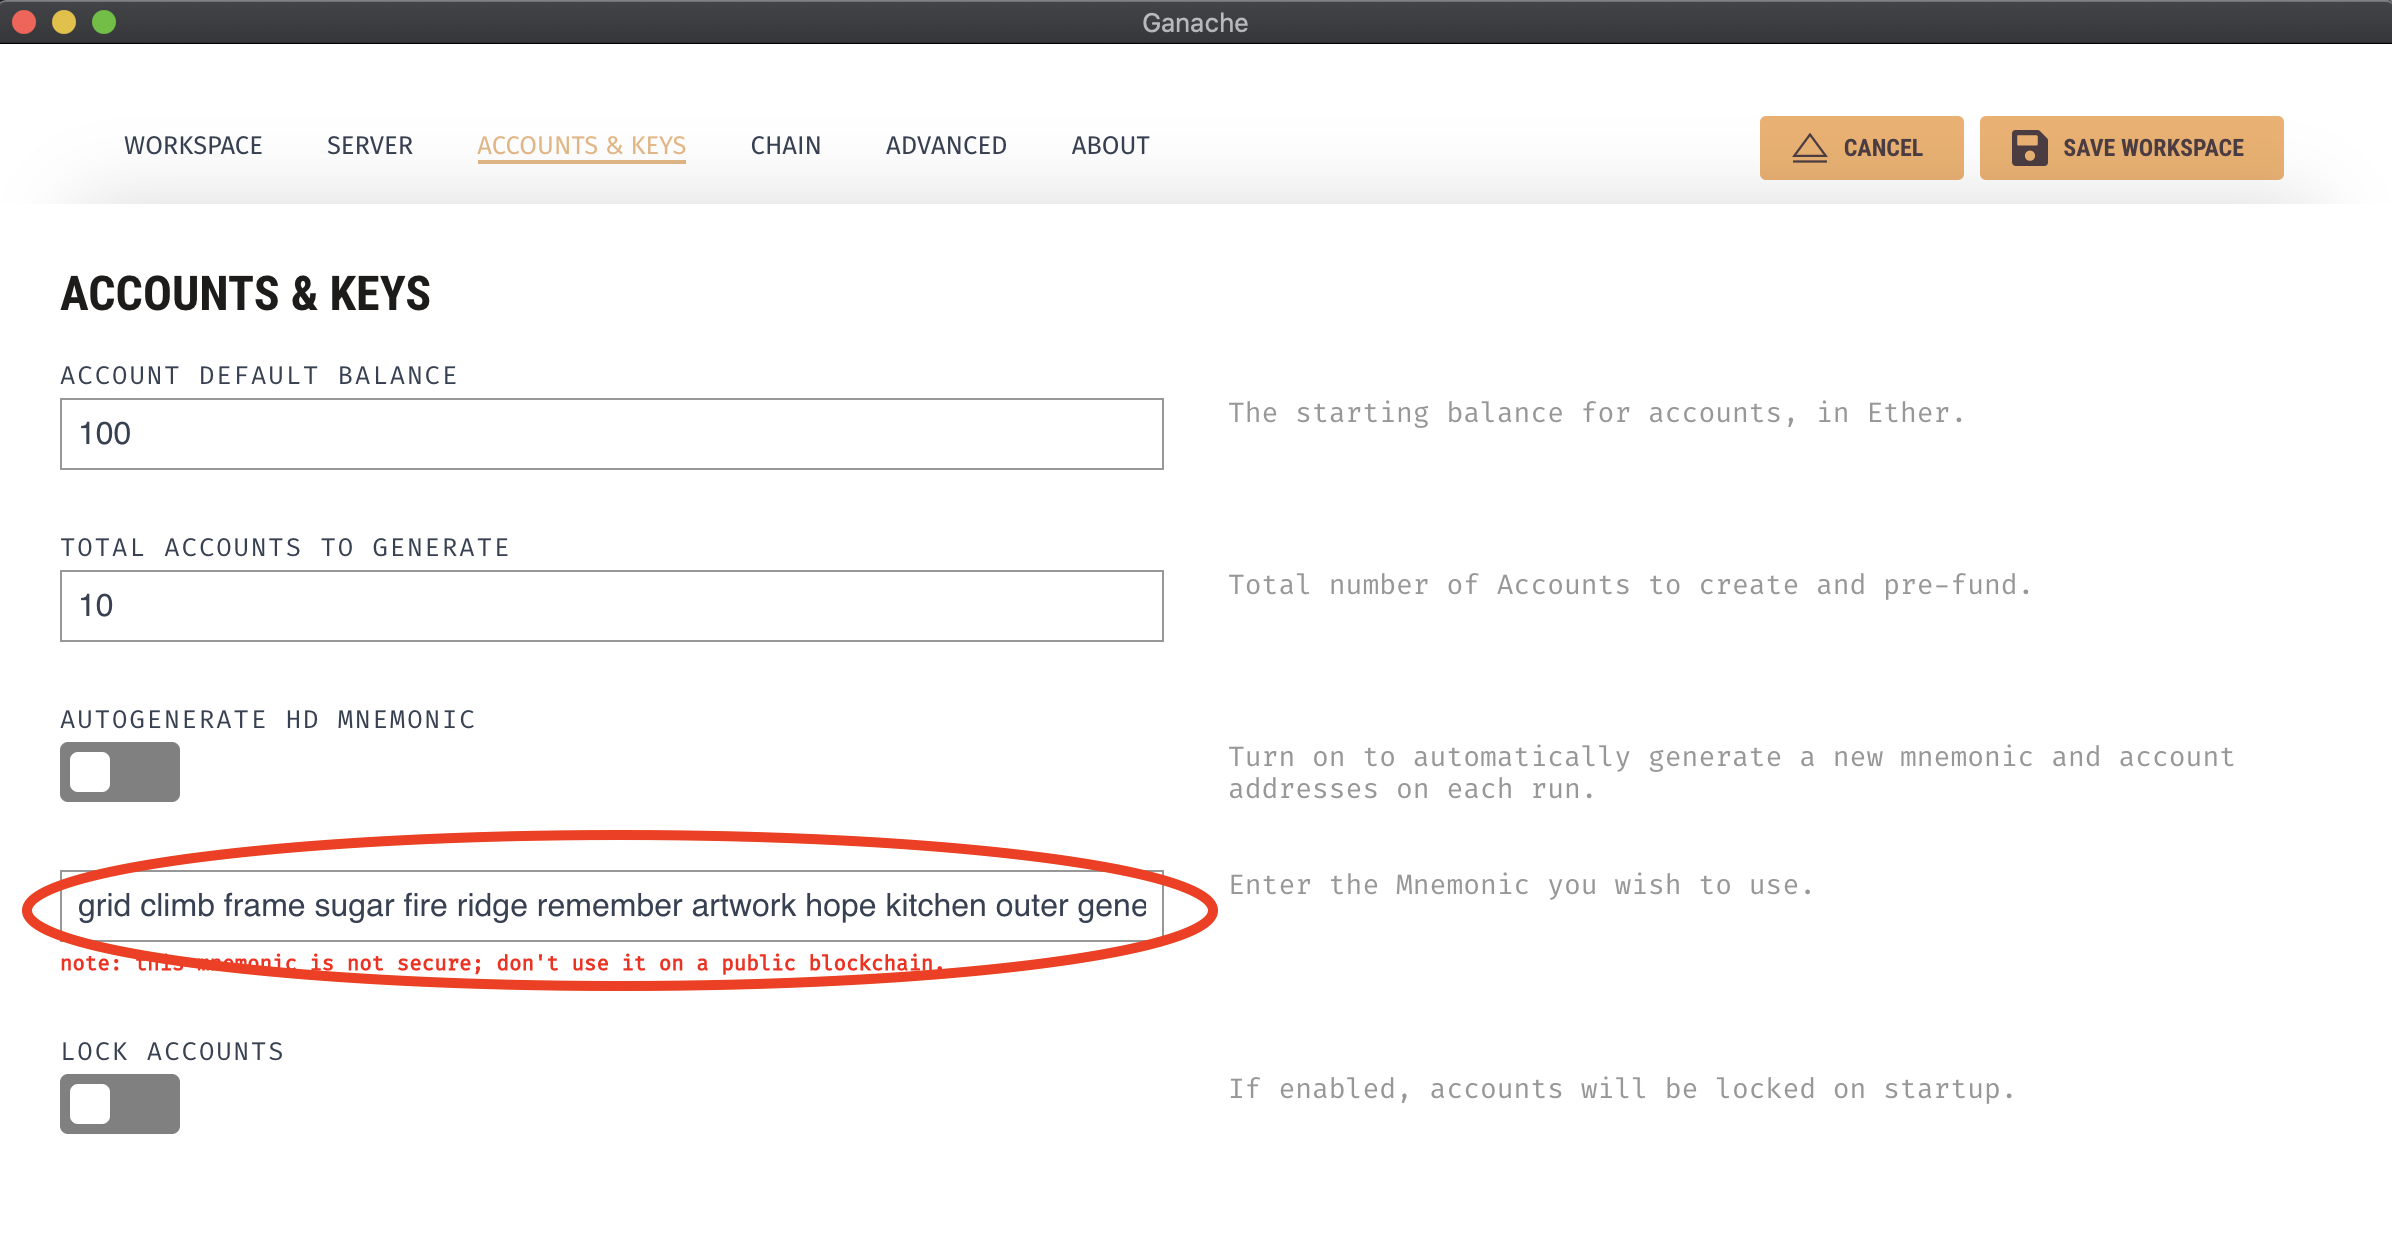 Ganache
WORKSPACE SERVER ACCOUNTS & KEYS CHAIN ADVANCED ABOUT CANCEL SAVE WORKSPACE
ACCOUNTS & KEYS
ACCOUNT DEFAULT BALANCE
100
The starting balance for accounts, in Ether.
TOTAL ACCOUNTS TO GENERATE
10
Total number of Accounts to create and pre-fund.
AUTOGENERATE HD MNEMONIC
Turn on to automatically generate a new mnemonic and account
addresses on each run.
grid climb frame sugar fire ridge remember artwork hope kitchen outer gene
Enter the Mnemonic you wish to use.
note: this mnemonic is not secure; don't use it on a public blockchain.
LOCK ACCOUNTS
If enabled, accounts will be locked on startup.